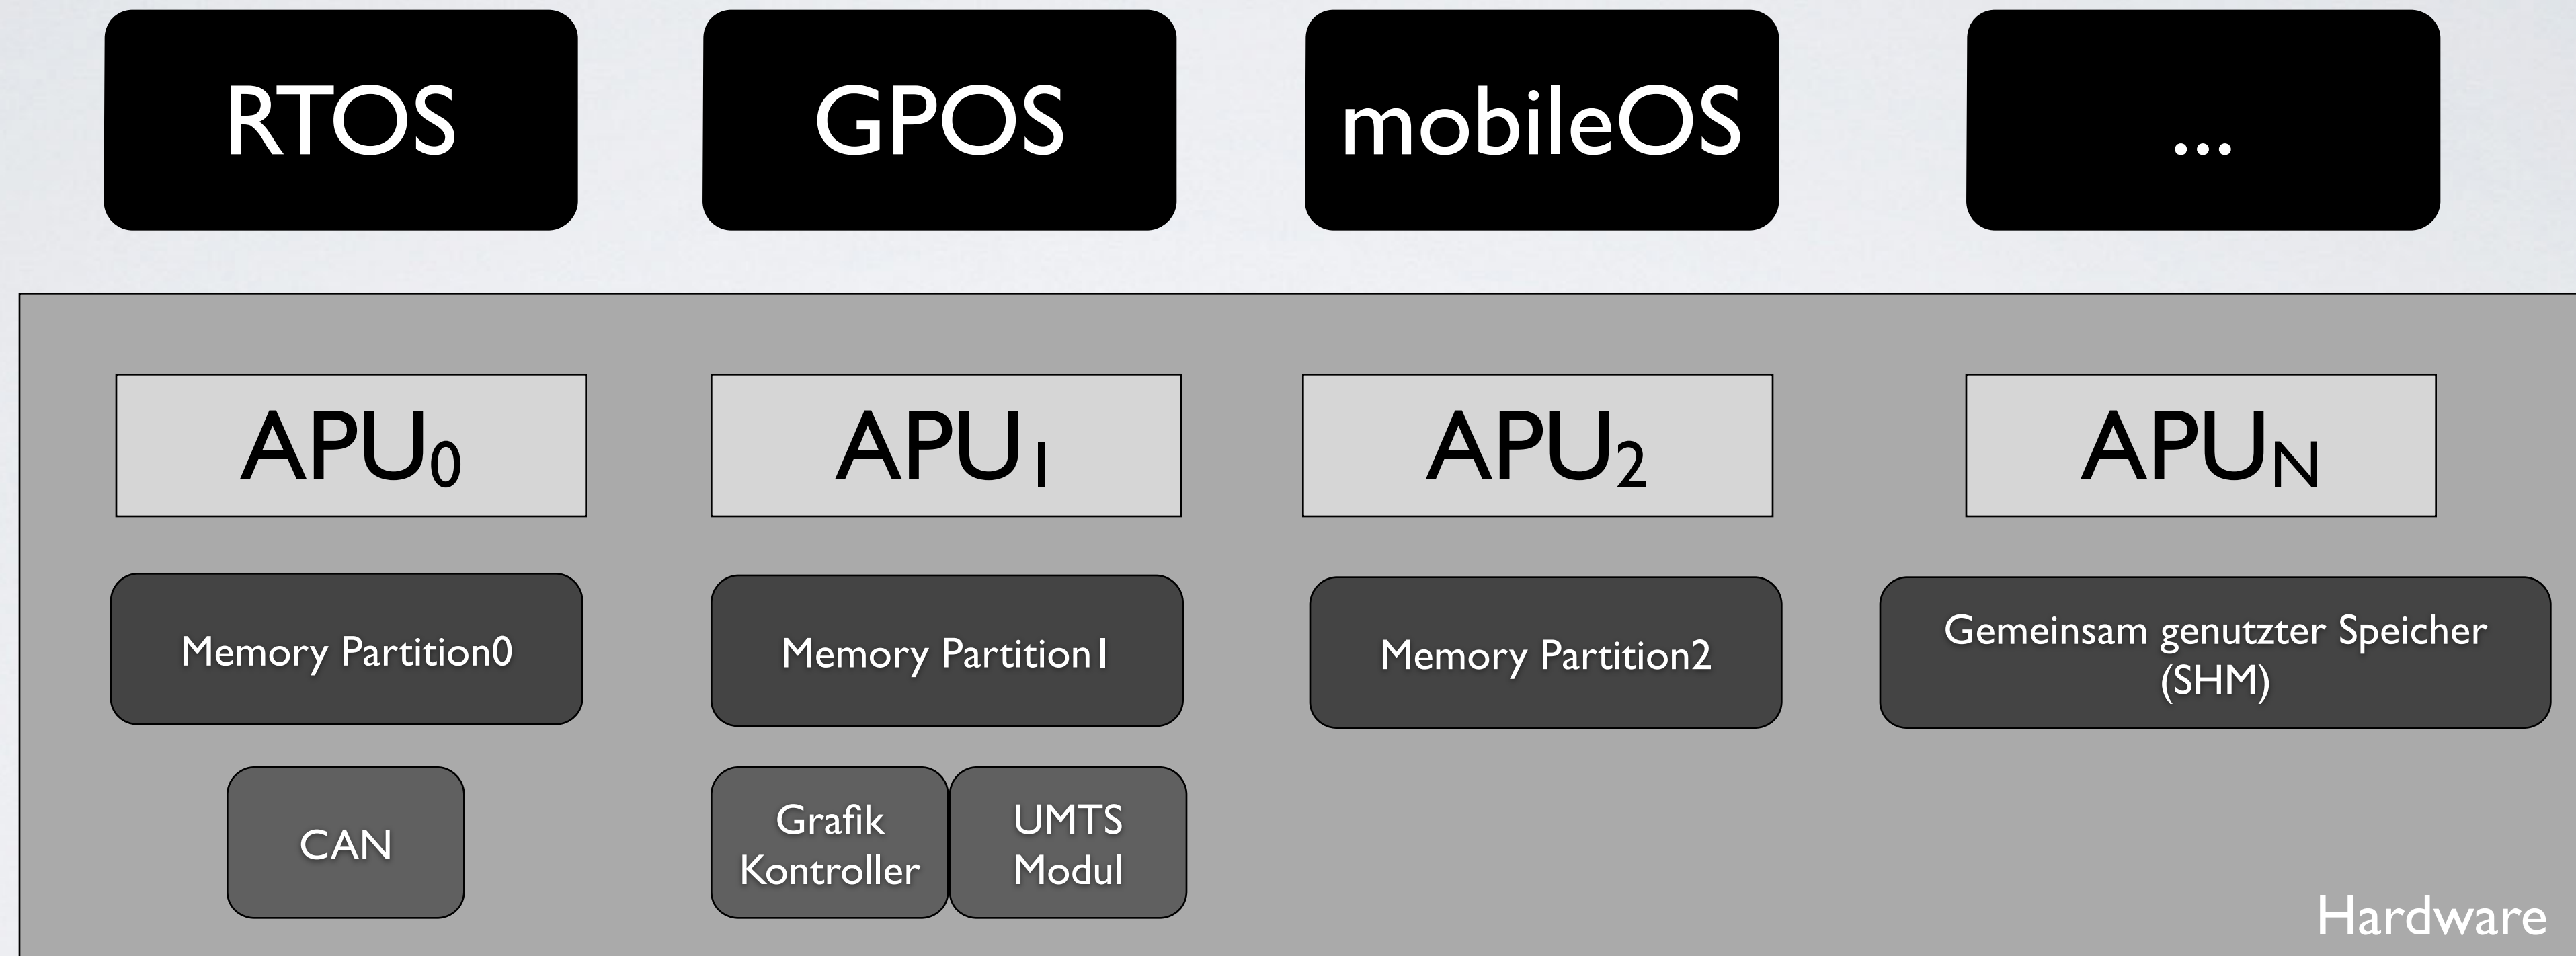 RTOS
GPOS
mobileOS
...
APU0
APU1
APU2
APUN
Memory Partition0
Memory Partition1
Memory Partition2
Gemeinsam genutzter Speicher
(SHM)
CAN
Grafik
Kontroller
UMTS
Modul
Hardware